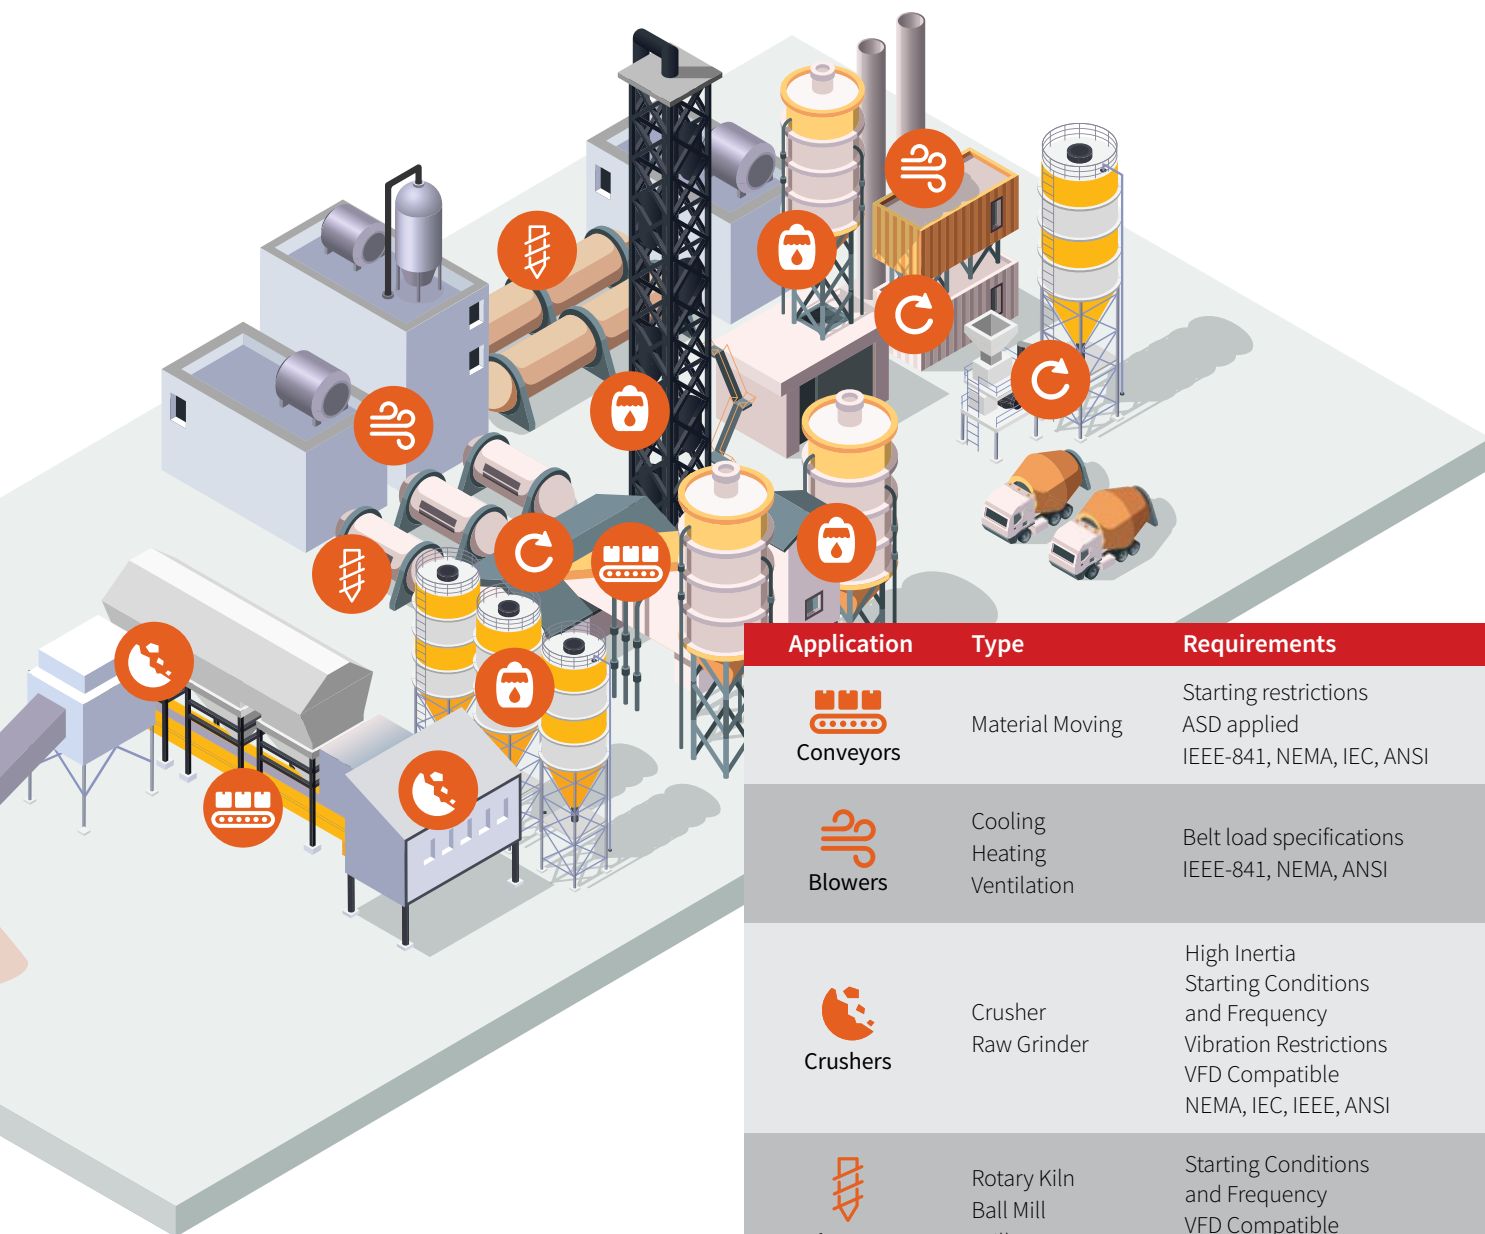 Application Type Requirements
Conveyors
Material Moving
Starting restrictions
ASD applied
IEEE-841, NEMA, IEC, ANSI
Blowers
Cooling
Heating
Ventilation
Belt load specifications
IEEE-841, NEMA, ANSI
Crushers
Crusher
Raw Grinder
High Inertia
Starting Conditions
and Frequency
Vibration Restrictions
VFD Compatible
NEMA, IEC, IEEE, ANSI
Rotary Kiln
Ball Mill
Starting Conditions
and Frequency
VFD Compatible